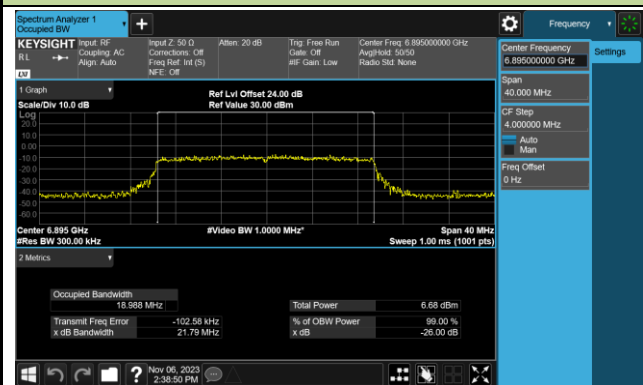 Spectrum Analyzer 1
Occupied BW
+
Frequency
KEYSIGHT
RL
LXI
Input: RF
Coupling: AC
Align: Auto
Input Z: 50 Ω
Corrections: Off
Freq Ref: Int (S)
NFE: Off
Atten: 20 dB
Trig: Free Run
Gate: Off
#IF Gain: Low
Center Freq: 6.895000000 GHz
Avg|Hold: 50/50
Radio Std: None
Center Frequency
6.895000000 GHz
Settings
Span
40.000 MHz
CF Step
4.000000 MHz
Auto
Man
Freq Offset
0 Hz
1 Graph
Scale/Div 10.0 dB
Ref Lvl Offset 24.00 dB
Ref Value 30.00 dBm
Log
20.0
10.0
0.00
-10.0
-20.0
-30.0
-40.0
-50.0
-60.0
Center 6.895 GHz
#Res BW 300.00 kHz
#Video BW 1.0000 MHz*
Span 40 MHz
Sweep 1.00 ms (1001 pts)
2 Metrics
Occupied Bandwidth
18.988 MHz
Total Power 6.68 dBm
Transmit Freq Error -102.58 kHz
% of OBW Power 99.00 %
x dB Bandwidth 21.79 MHz
x dB -26.00 dB
?
Nov 06, 2023
2:38:50 PM